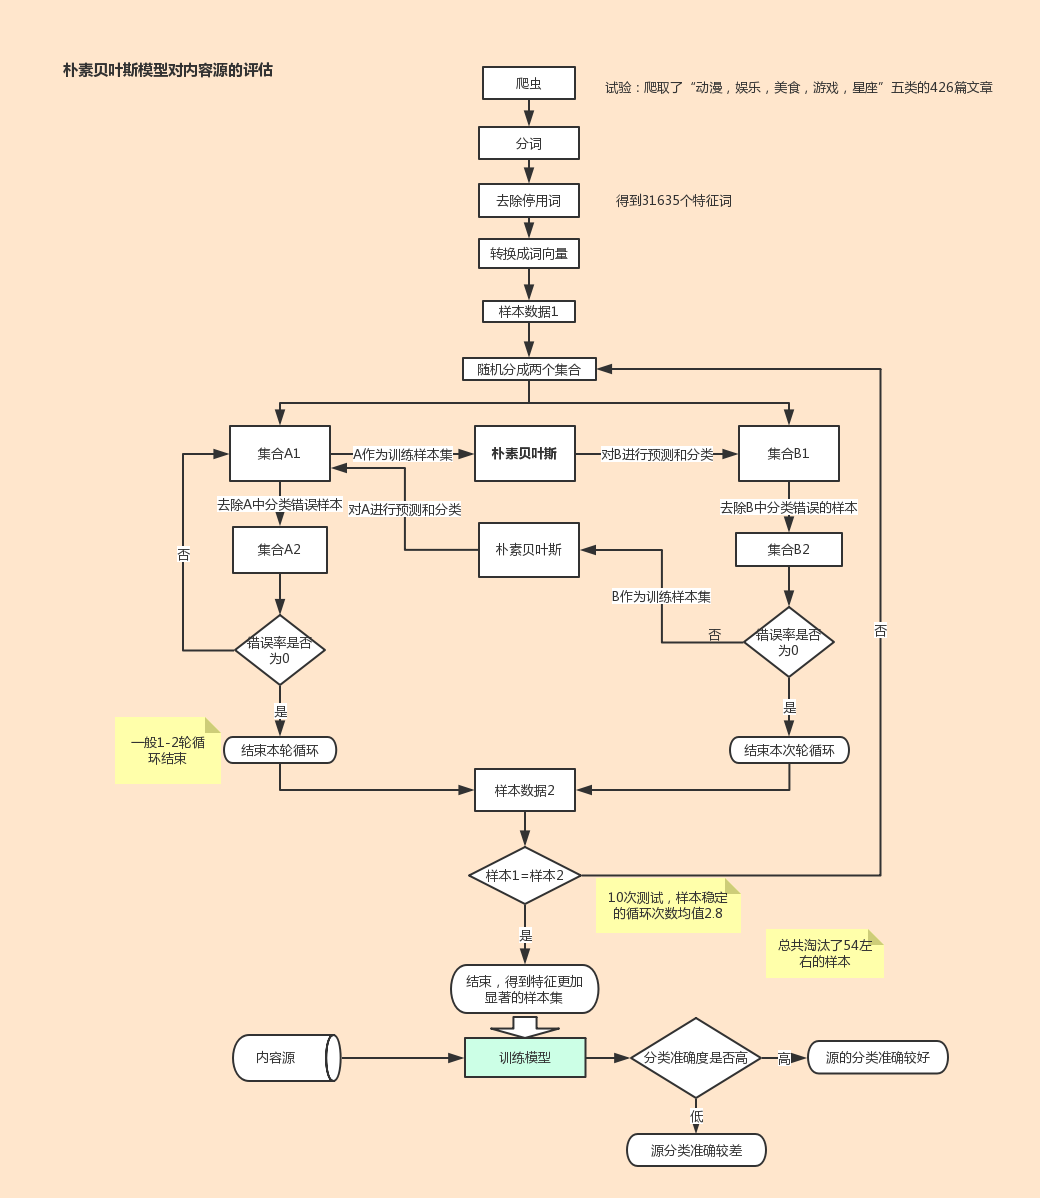 朴素贝叶斯模型对内容源的评估
爬虫
试验：爬取了“动漫，娱乐，美食，游戏，星座”五类的426篇文章
分词
去除停用词
得到31635个特征词
转换成词向量
样本数据1
随机分成两个集合
集合A1
A作为训练样本集
朴素贝叶斯
对B进行预测和分类
集合B1
去除A中分类错误样本
对A进行预测和分类
去除B中分类错误的样本
集合A2
朴素贝叶斯
集合B2
否
B作为训练样本集
否
错误率是否
为0
错误率是否
为0
否
是
是
一般1-2轮循
环结束
结束本轮循环
结束本次轮循环
样本数据2
样本1=样本2
10次测试，样本稳定
的循环次数均值2.8
是
总共淘汰了54左
右的样本
结束，得到特征更加
显著的样本集
内容源
训练模型
分类准确度是否高
高
源的分类准确较好
低
源分类准确较差